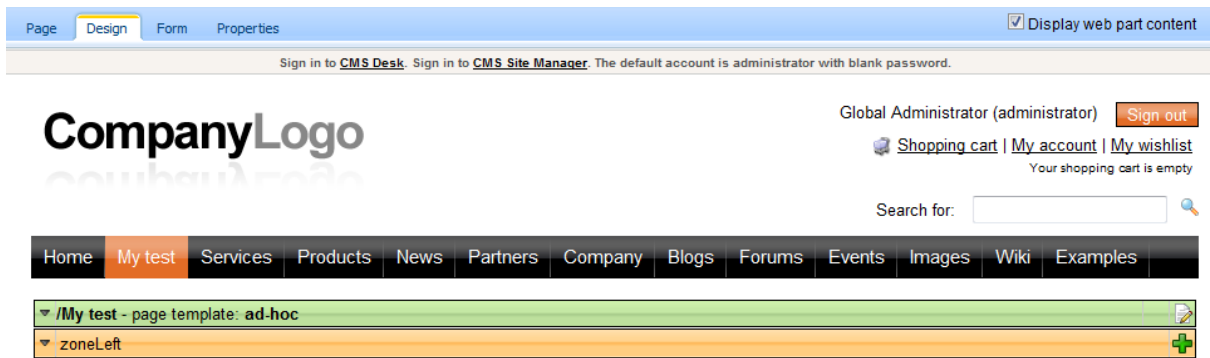 Page Design Form Properties Display web part content
Sign in to CMS Desk. Sign in to CMS Site Manager. The default account is administrator with blank password.
CompanyLogo
Global Administrator (administrator) Sign out
Shopping cart | My account | My wishlist
Your shopping cart is empty
Search for:
Home My test Services Products News Partners Company Blogs Forums Events Images Wiki Examples
/My test - page template: ad-hoc
zoneLeft